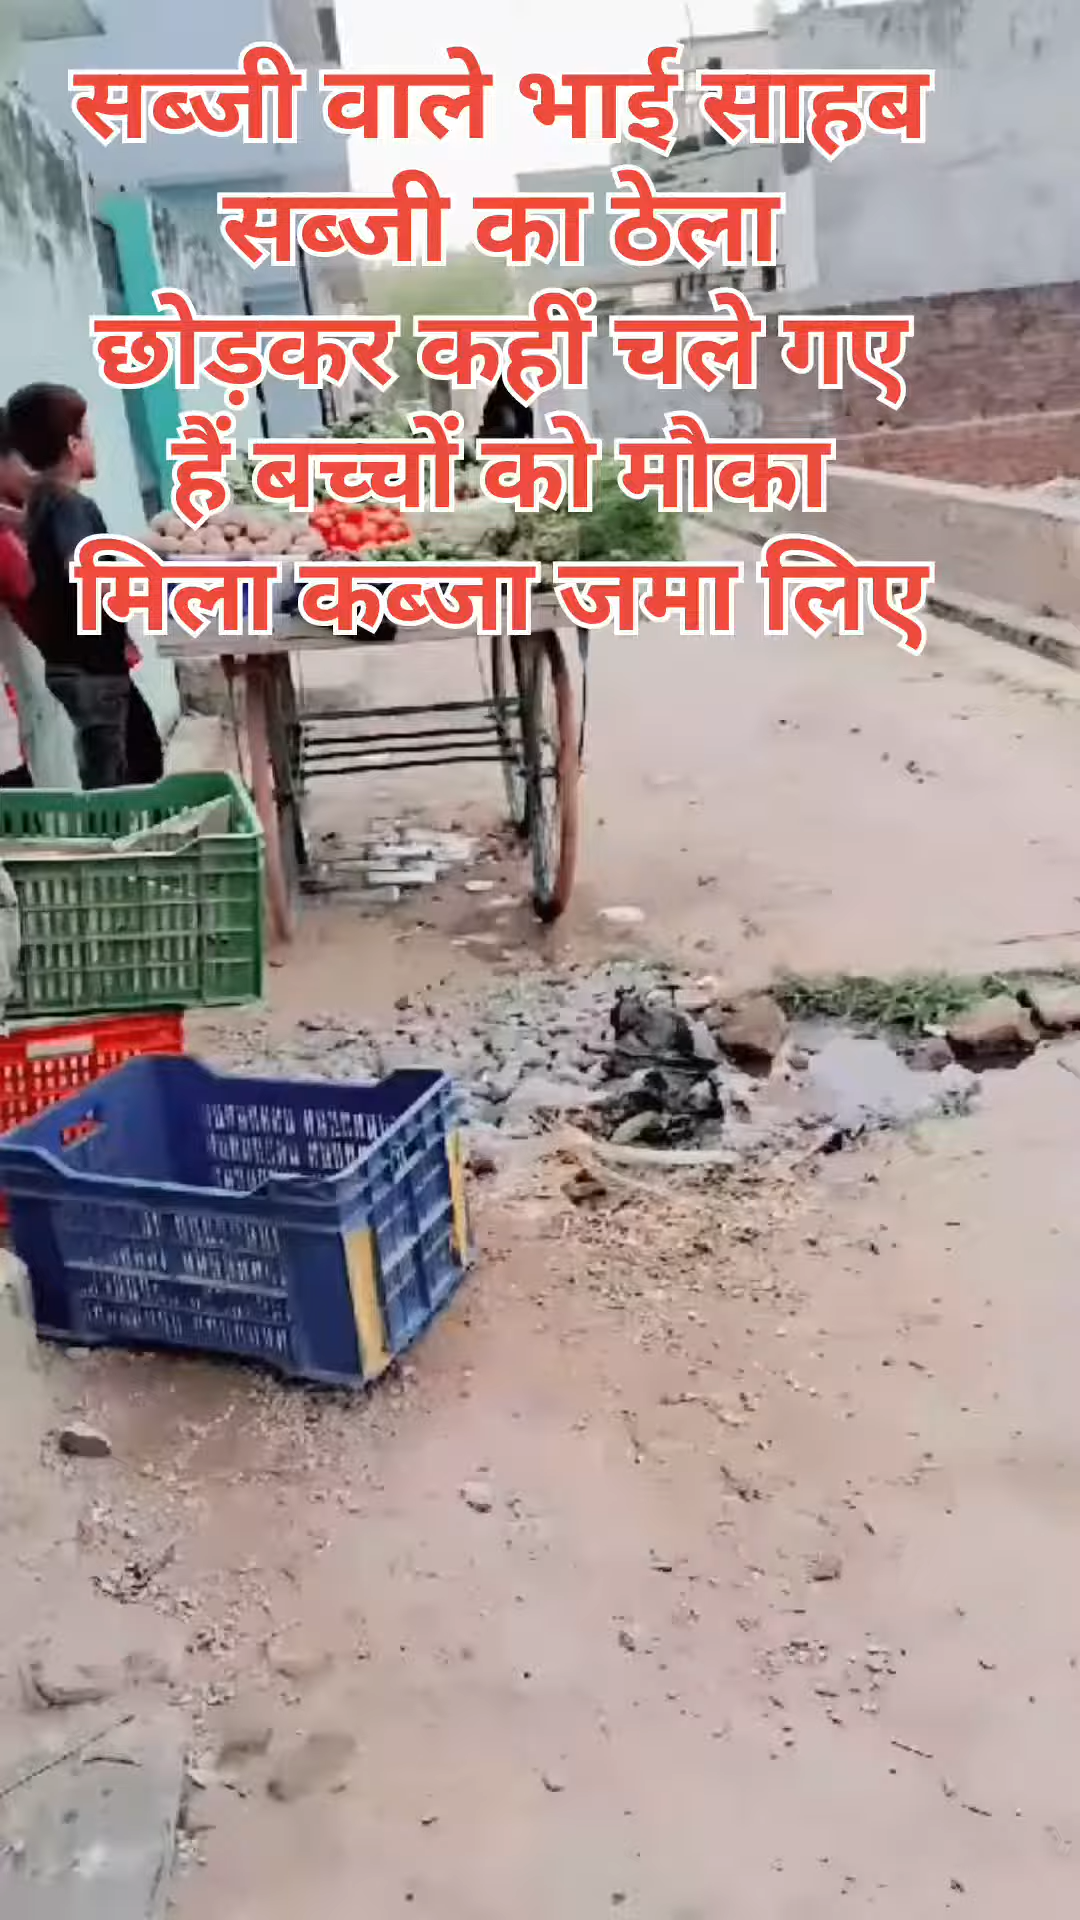 सब्जी वाले भाई साहब
सब्जी का ठेला
छोड़कर कहीं चले गए
हैं बच्चों को मौका
मिला कब्जा जमा लिए